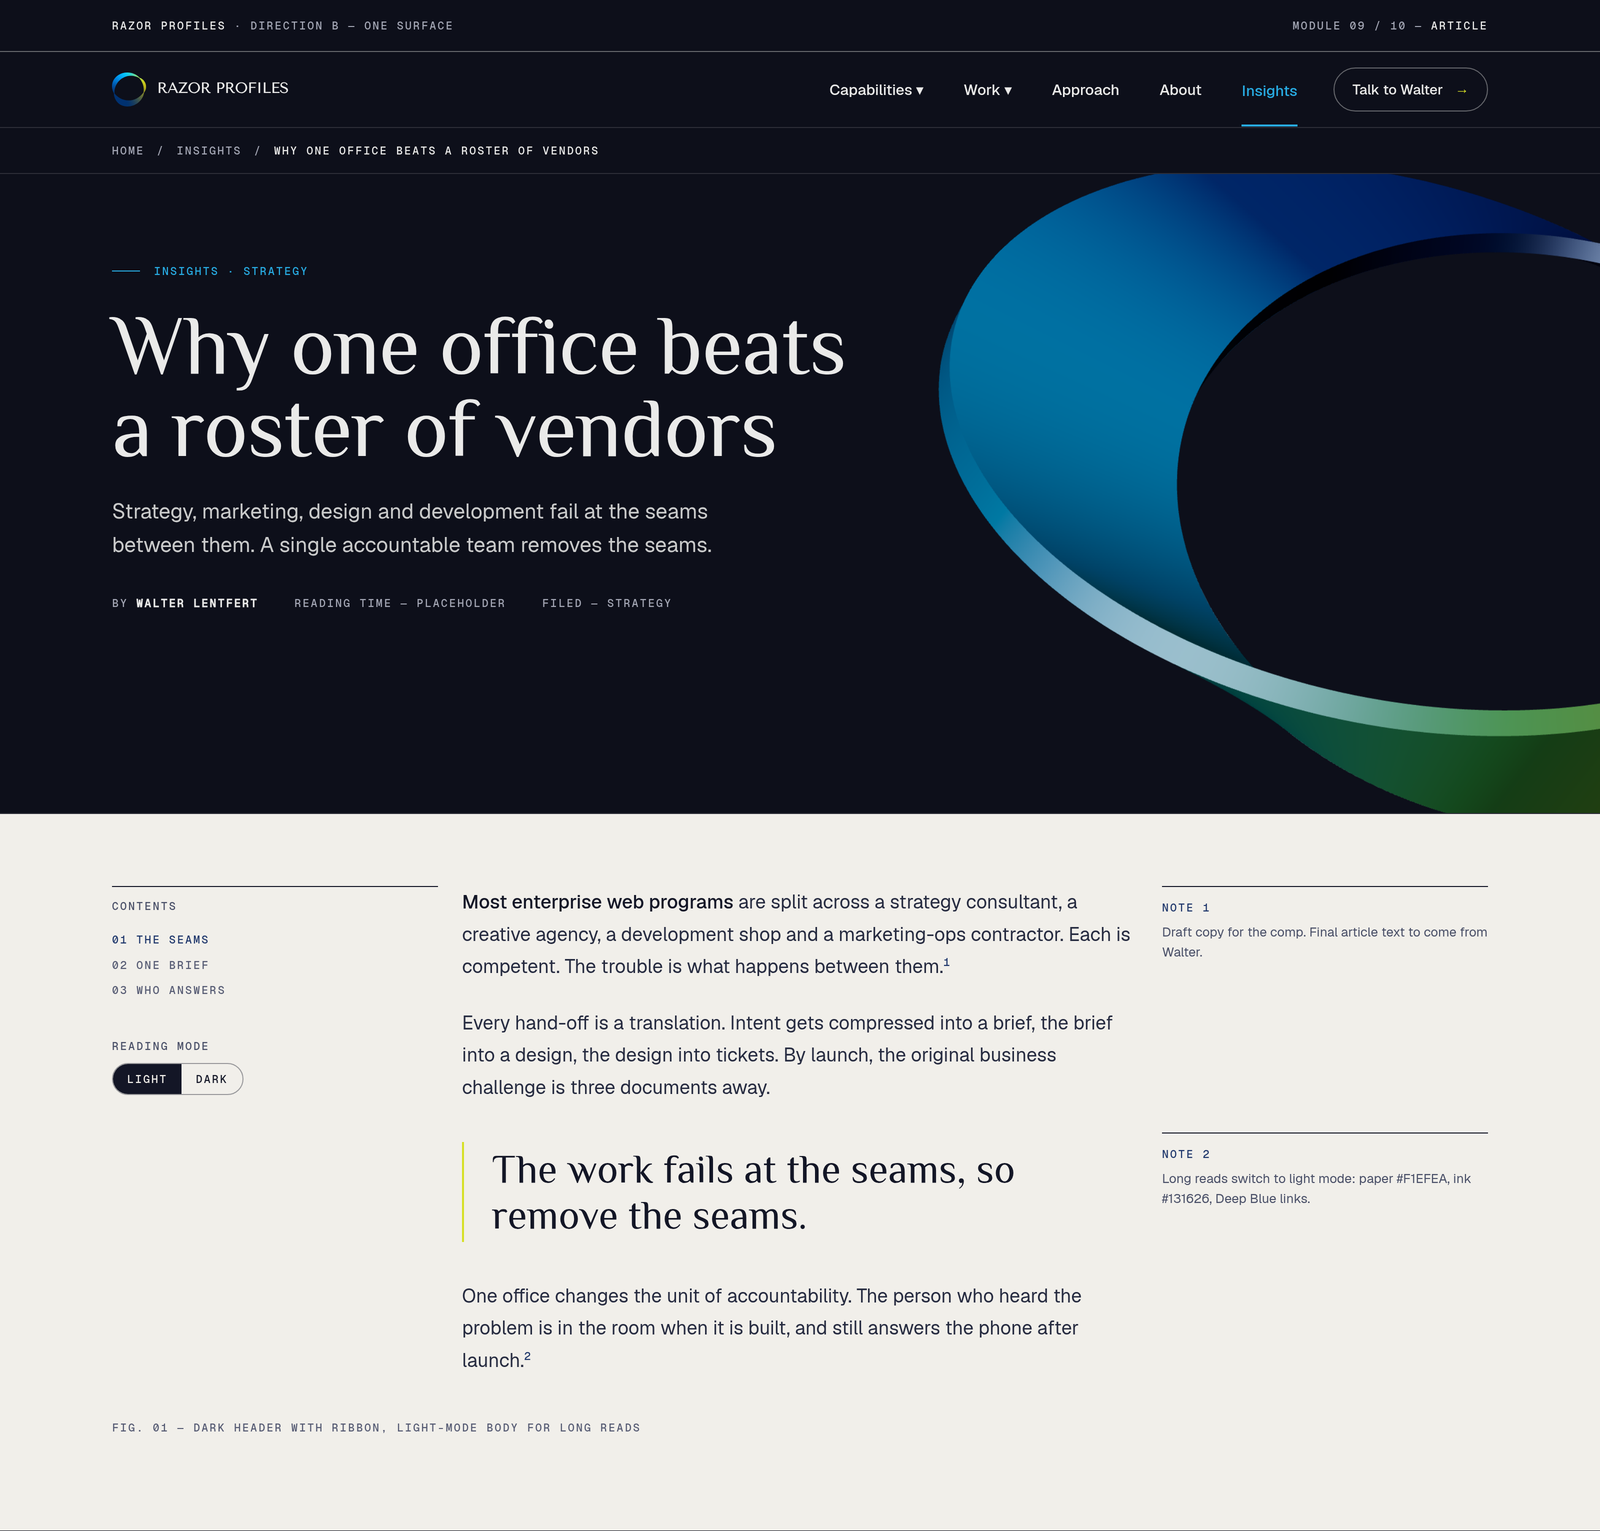 RAZOR PROFILES · DIRECTION B — ONE SURFACE
MODULE 09 / 10 — ARTICLE
RAZOR PROFILES
Capabilities ▾
Work ▾
Approach
About
Insights
Talk to Walter →
HOME / INSIGHTS / WHY ONE OFFICE BEATS A ROSTER OF VENDORS
INSIGHTS · STRATEGY
Why one office beats
a roster of vendors
Strategy, marketing, design and development fail at the seams
between them. A single accountable team removes the seams.
BY WALTER LENTFERT
READING TIME — PLACEHOLDER
FILED — STRATEGY
CONTENTS
01 THE SEAMS
02 ONE BRIEF
03 WHO ANSWERS
READING MODE
LIGHT
DARK
Most enterprise web programs are split across a strategy consultant, a
creative agency, a development shop and a marketing-ops contractor. Each is
competent. The trouble is what happens between them.¹
Every hand-off is a translation. Intent gets compressed into a brief, the brief
into a design, the design into tickets. By launch, the original business
challenge is three documents away.
The work fails at the seams, so
remove the seams.
One office changes the unit of accountability. The person who heard the
problem is in the room when it is built, and still answers the phone after
launch.²
NOTE 1
Draft copy for the comp. Final article text to come from
Walter.
NOTE 2
Long reads switch to light mode: paper #F1EFEA, ink
#131626, Deep Blue links.
FIG. 01 — DARK HEADER WITH RIBBON, LIGHT-MODE BODY FOR LONG READS